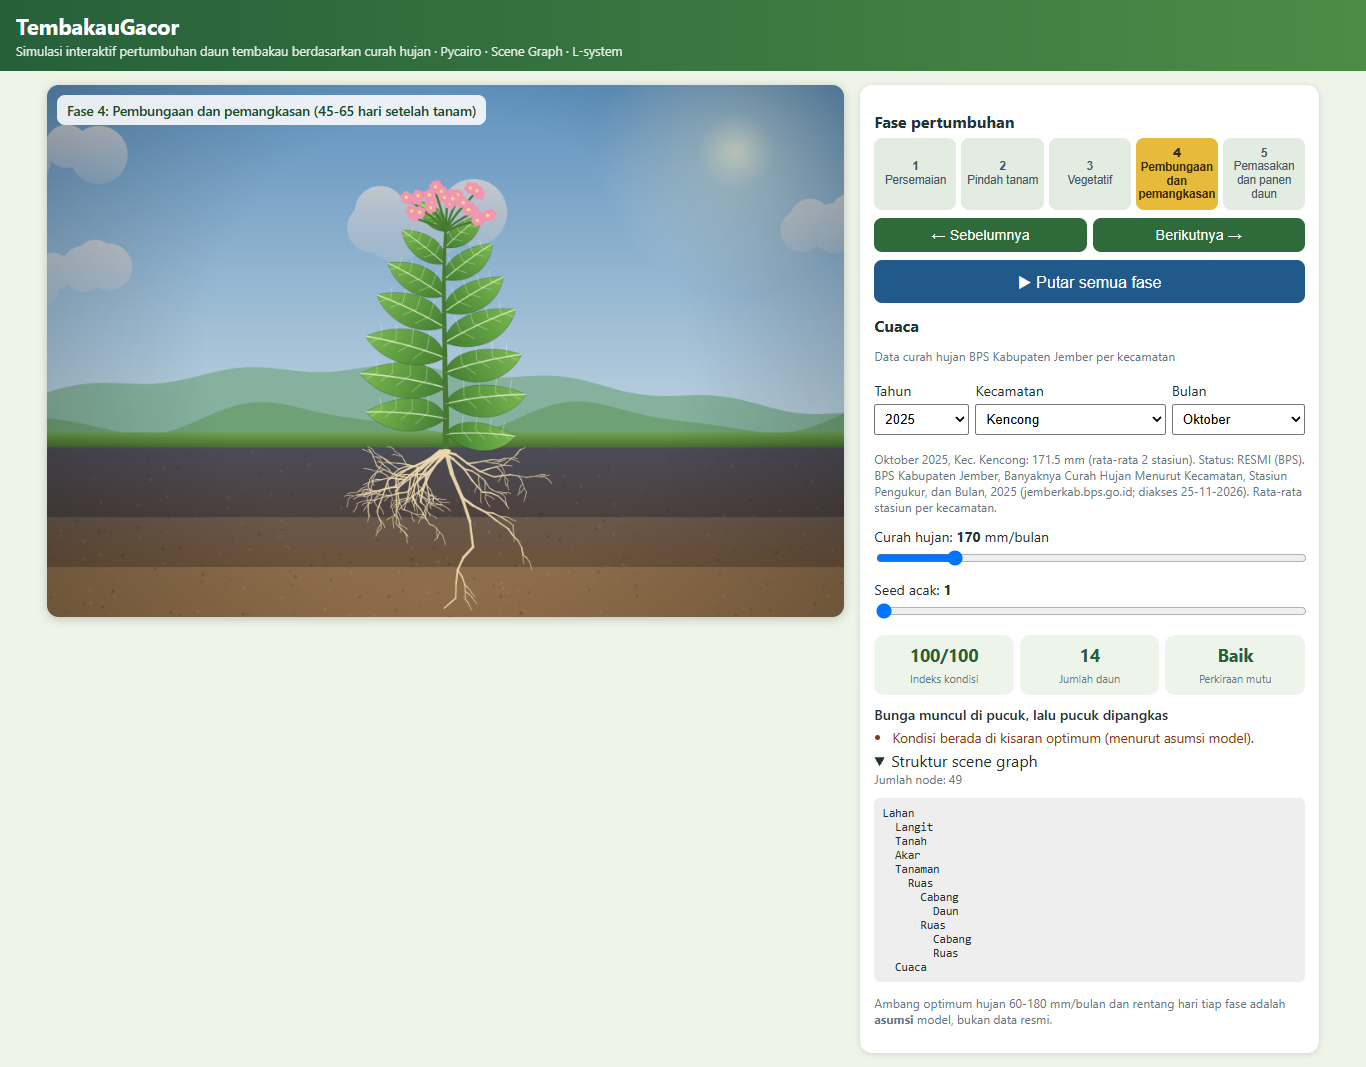 TembakauGacor
Simulasi interaktif pertumbuhan daun tembakau berdasarkan curah hujan · Pycairo · Scene Graph · L-system
Fase 4: Pembungaan dan pemangkasan (45-65 hari setelah tanam)
Fase pertumbuhan
1
Persemaian
2
Pindah tanam
3
Vegetatif
4
Pembungaan
dan
pemangkasan
5
Pemasakan
dan panen
daun
← Sebelumnya
Berikutnya →
▶ Putar semua fase
Cuaca
Data curah hujan BPS Kabupaten Jember per kecamatan
Tahun
Kecamatan
Bulan
2025
Kencong
Oktober
Oktober 2025, Kec. Kencong: 171.5 mm (rata-rata 2 stasiun). Status: RESMI (BPS).
BPS Kabupaten Jember, Banyaknya Curah Hujan Menurut Kecamatan, Stasiun
Pengukur, dan Bulan, 2025 (jemberkab.bps.go.id; diakses 25-11-2026). Rata-rata
stasiun per kecamatan.
Curah hujan: 170 mm/bulan
Seed acak: 1
100/100
Indeks kondisi
14
Jumlah daun
Baik
Perkiraan mutu
Bunga muncul di pucuk, lalu pucuk dipangkas
• Kondisi berada di kisaran optimum (menurut asumsi model).
▼ Struktur scene graph
Jumlah node: 49
Lahan
Langit
Tanah
Akar
Tanaman
Ruas
Cabang
Daun
Ruas
Cabang
Ruas
Cuaca
Ambang optimum hujan 60-180 mm/bulan dan rentang hari tiap fase adalah
asumsi model, bukan data resmi.